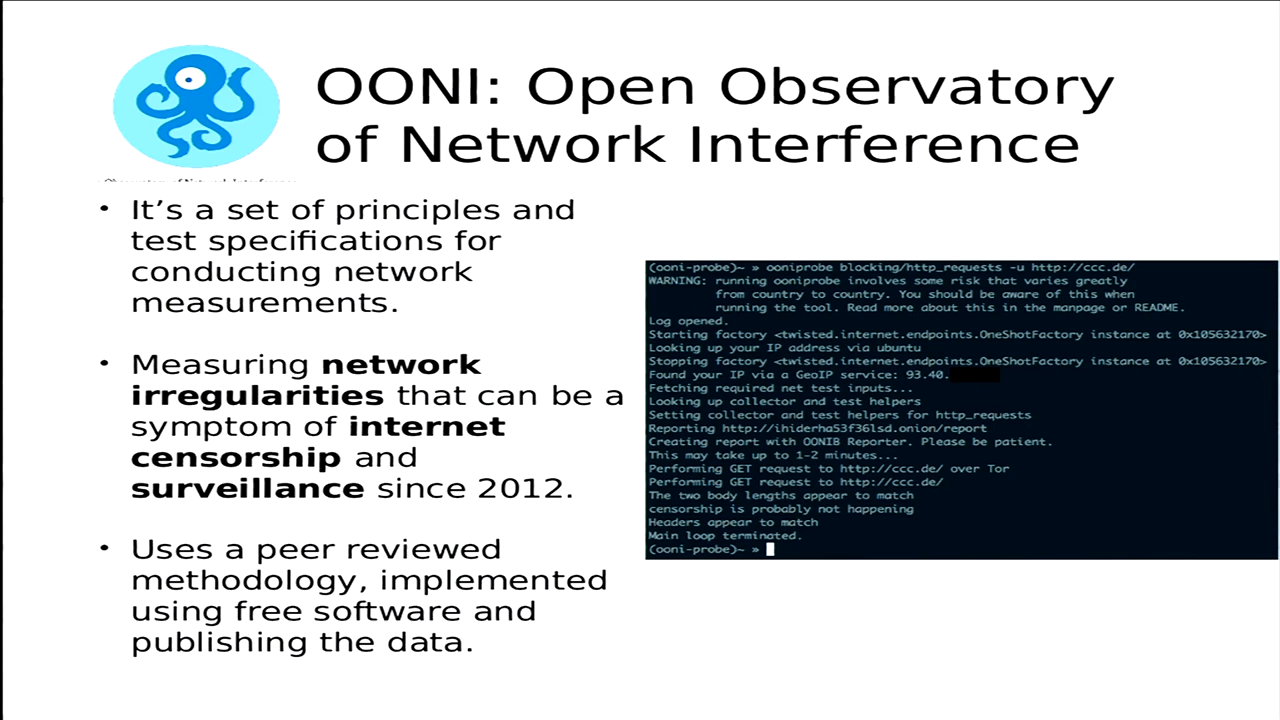 OONI: Open Observatory
of Network Interference
• It’s a set of principles and
test specifications for
conducting network
measurements.
• Measuring network
irregularities that can be a
symptom of internet
censorship and
surveillance since 2012.
• Uses a peer reviewed
methodology, implemented
using free software and
publishing the data.
(ooni-probe)~ » ooniprobe blocking/http_requests -u http://ccc.de/
WARNING: running ooniprobe involves some risk that varies greatly
from country to country. You should be aware of this when
running the tool. Read more about this in the manpage or README.
Log opened.
Starting factory <twisted.internet.endpoints.OneShotFactory instance at 0x105632170>
Looking up your IP address via ubuntu
Stopping factory <twisted.internet.endpoints.OneShotFactory instance at 0x105632170>
Found your IP via a GeoIP service: 93.40.
Fetching required net test inputs...
Looking up collector and test helpers
Setting collector and test helpers for http_requests
Reporting http://ihiderha53f36lsd.onion/report
Creating report with OONIB Reporter. Please be patient.
This may take up to 1-2 minutes...
Performing GET request to http://ccc.de/ over Tor
Performing GET request to http://ccc.de/
The two body lengths appear to match
censorship is probably not happening
Headers appear to match
Main loop terminated.
(ooni-probe)~ »